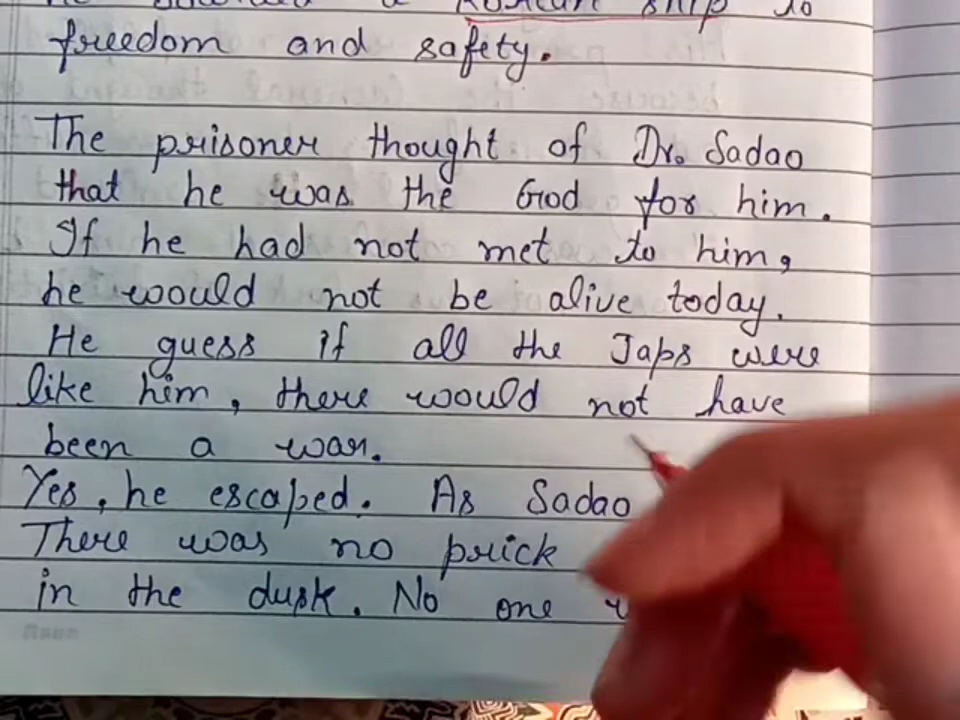 a Korean ship to
freedom and safety.
The prisoner thought of Dr. Sadao
that he was the God for him.
If he had not met to him,
he would not be alive today.
He guess if all the Japs were
like him, there would not have
been a war.
Yes, he escaped. As Sadao
There was no prick
in the dusk. No one